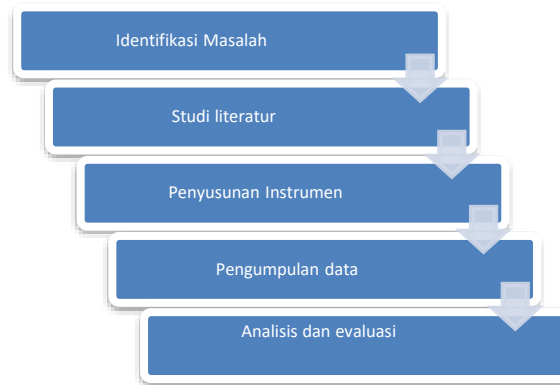 Identifikasi Masalah
Studi literatur
Penyusunan Instrumen
Pengumpulan data
Analisis dan evaluasi